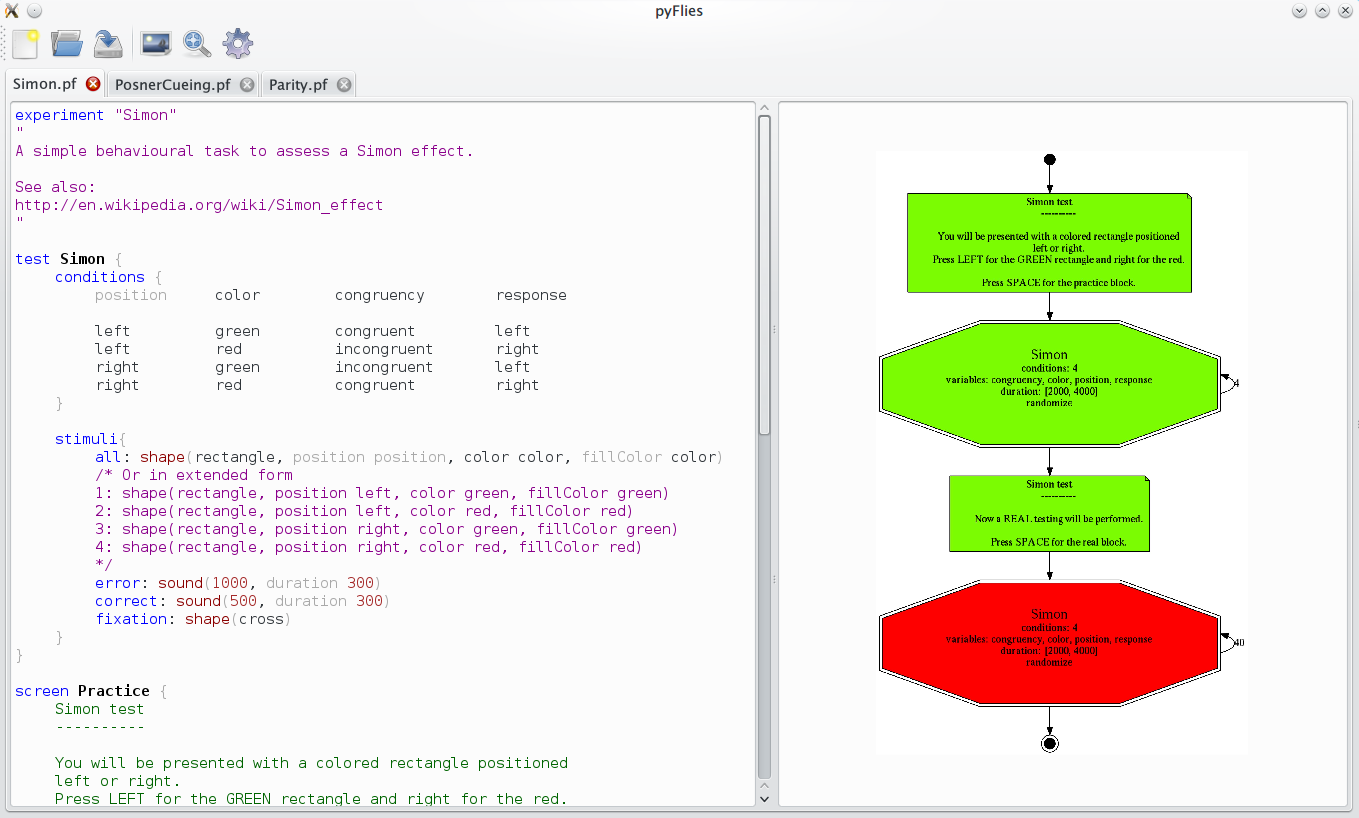 pyFlies
Simon.pf
PosnerCueing.pf
Parity.pf
experiment "Simon"
"
A simple behavioural task to assess a Simon effect.
See also:
http://en.wikipedia.org/wiki/Simon_effect
"
test Simon {
conditions {
position color congruency response
left green congruent left
left red incongruent right
right green incongruent left
right red congruent right
}
stimuli{
all: shape(rectangle, position position, color color, fillColor color)
/* Or in extended form
1: shape(rectangle, position left, color green, fillColor green)
2: shape(rectangle, position left, color red, fillColor red)
3: shape(rectangle, position right, color green, fillColor green)
4: shape(rectangle, position right, color red, fillColor red)
*/
error: sound(1000, duration 300)
correct: sound(500, duration 300)
fixation: shape(cross)
}
}
screen Practice {
Simon test
----------
You will be presented with a colored rectangle positioned
left or right.
Press LEFT for the GREEN rectangle and right for the red.
Simon test
----------
You will be presented with a colored rectangle positioned
left or right.
Press LEFT for the GREEN rectangle and right for the red.
Press SPACE for the practice block.
Simon
conditions: 4
variables: congruency, color, position, response
duration: [2000, 4000]
randomize
4
Simon test
----------
Now a REAL testing will be performed.
Press SPACE for the real block.
Simon
conditions: 4
variables: congruency, color, position, response
duration: [2000, 4000]
randomize
40